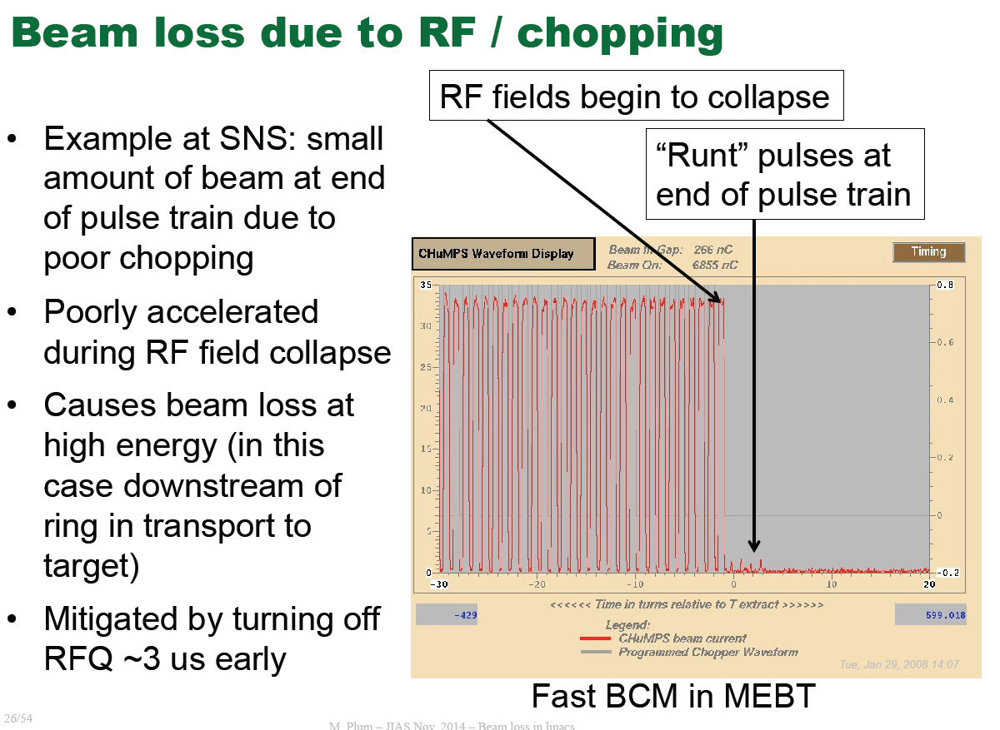 Beam loss due to RF / chopping
• Example at SNS: small
amount of beam at end
of pulse train due to
poor chopping
• Poorly accelerated
during RF field collapse
• Causes beam loss at
high energy (in this
case downstream of
ring in transport to
target)
• Mitigated by turning off
RFQ ~3 us early
RF fields begin to collapse
“Runt” pulses at
end of pulse train
CHuMPS Waveform Display
Beam In Gap: 266 nC
Beam On: 6855 nC
Timing
35
30
25
20
15
10
5
0
0.8
0.6
0.4
0.2
0
-0.2
-30 -20 -10 0 10 20
<<<<<< Time in turns relative to T extract >>>>>>
-429
599.018
Legend:
CHuMPS beam current
Programmed Chopper Waveform
Tue, Jan 29, 2008 14:07
Fast BCM in MEBT
26/54
M. Plum – JIAS Nov. 2014 – Beam loss in linacs